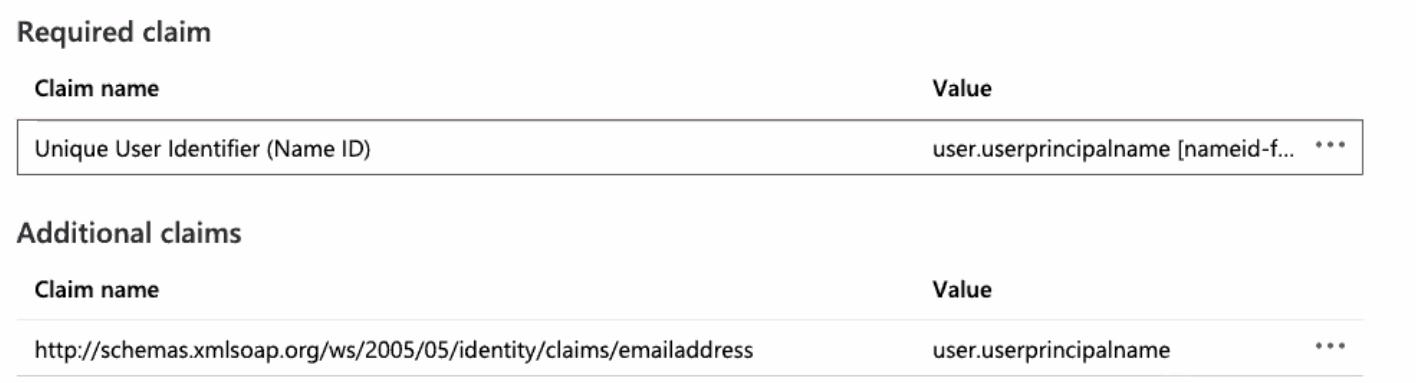 Required claim
Claim name Value
Unique User Identifier (Name ID) user.userprincipalname [nameid-f...
Additional claims
Claim name Value
http://schemas.xmlsoap.org/ws/2005/05/identity/claims/emailaddress user.userprincipalname